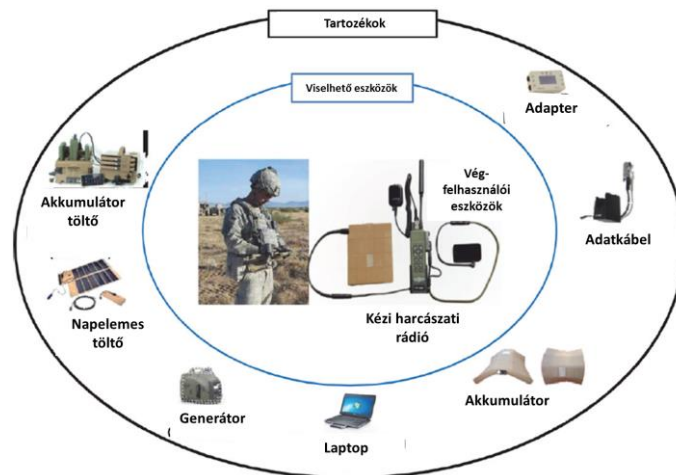 Tartozékok
Viselhető eszközök
Adapter
Akkumulátor
töltő
Vég-
felhasználói
eszközök
Adatkábel
Napelemes
töltő
Kézi harcászati
rádió
Generátor
Laptop
Akkumulátor